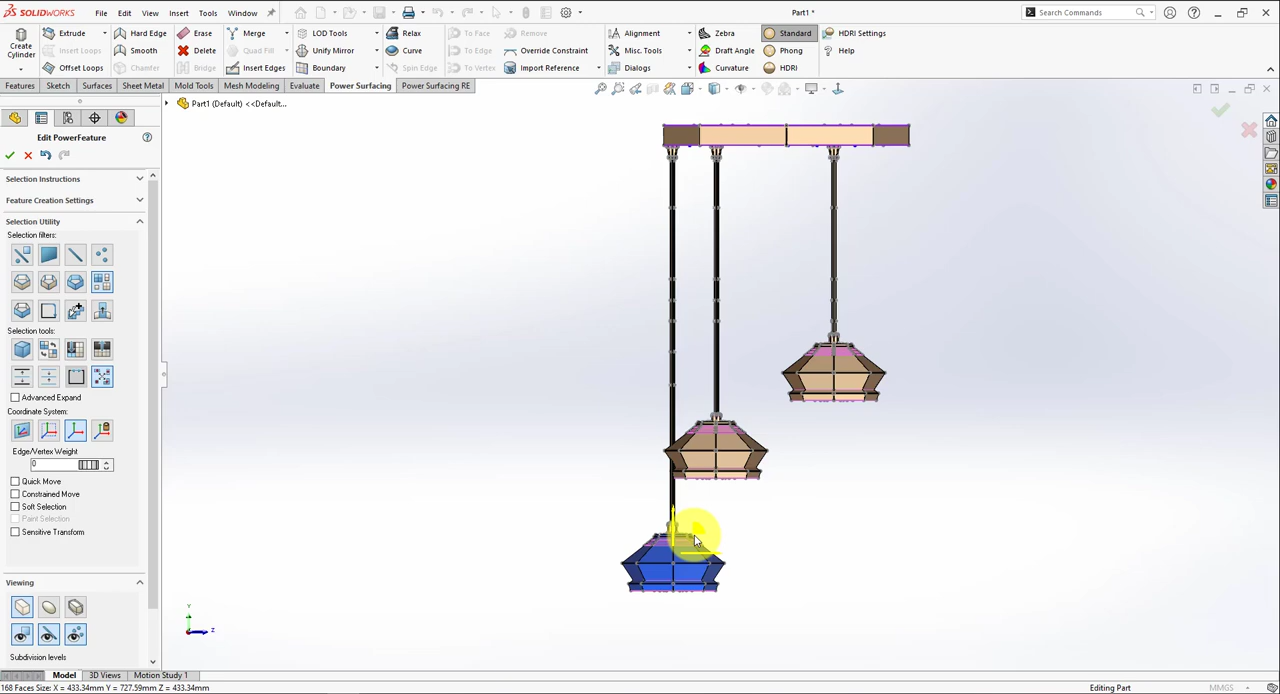 SOLIDWORKS File Edit View Insert Tools Window Part1 * Search Commands
Create Cylinder
Extrude Hard Edge Erase Merge LOD Tools Relax To Face Remove Alignment Zebra Standard HDRI Settings
Insert Loops Smooth Delete Quad Fill Unify Mirror Curve To Edge Override Constraint Misc. Tools Draft Angle Phong Help
Offset Loops Chamfer Bridge Insert Edges Boundary Spin Edge To Vertex Import Reference Dialogs Curvature HDRI
Features Sketch Surfaces Sheet Metal Mold Tools Mesh Modeling Evaluate Power Surfacing Power Surfacing RE
Part1 (Default) <<Default...
Edit PowerFeature
Selection Instructions
Feature Creation Settings
Selection Utility
Selection filters:
Selection tools:
Advanced Expand
Coordinate System:
Edge/Vertex Weight
0
Quick Move
Constrained Move
Soft Selection
Paint Selection
Sensitive Transform
Viewing
Y
Z
Subdivision levels
Model 3D Views Motion Study 1
168 Faces Size: X = 433.34mm Y = 727.59mm Z = 433.34mm Editing Part MMGS